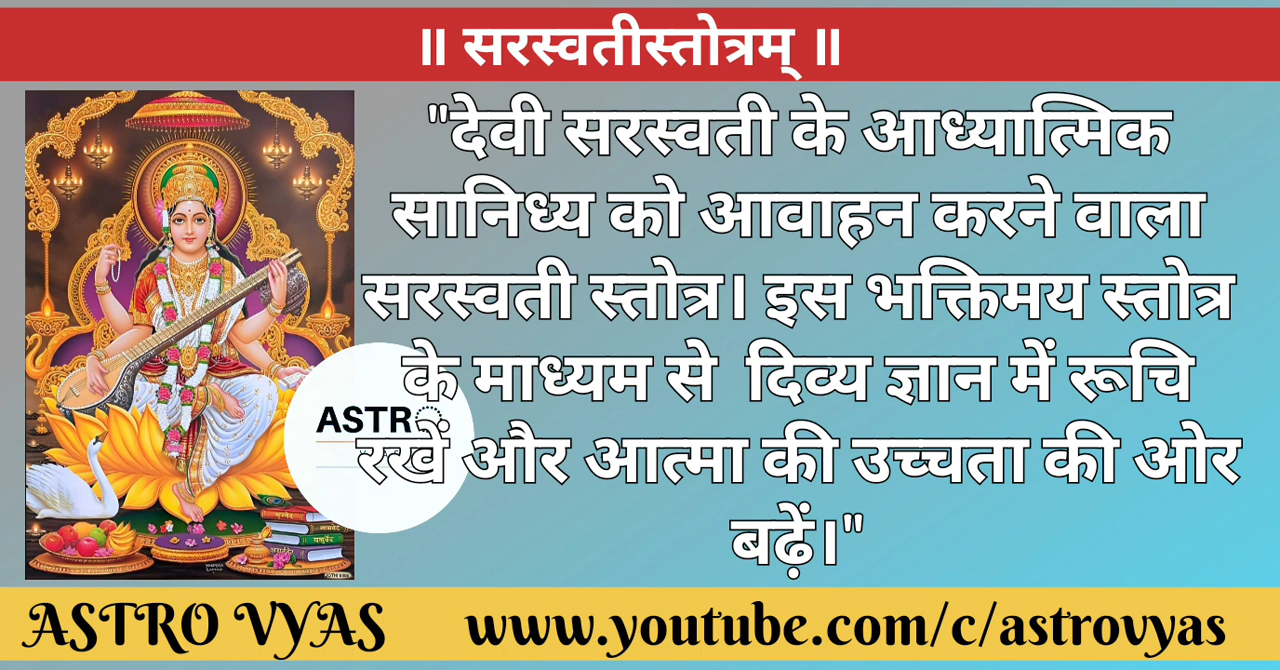 ॥ सरस्वतीस्तोत्रम् ॥
"देवी सरस्वती के आध्यात्मिक
सानिध्य को आवाहन करने वाला
सरस्वती स्तोत्र। इस भक्तिमय स्तोत्र
के माध्यम से दिव्य ज्ञान में रूचि
रखें और आत्मा की उच्चता की ओर
बढ़ें।"
ASTRO
ASTRO VYAS
www.youtube.com/c/astrovyas